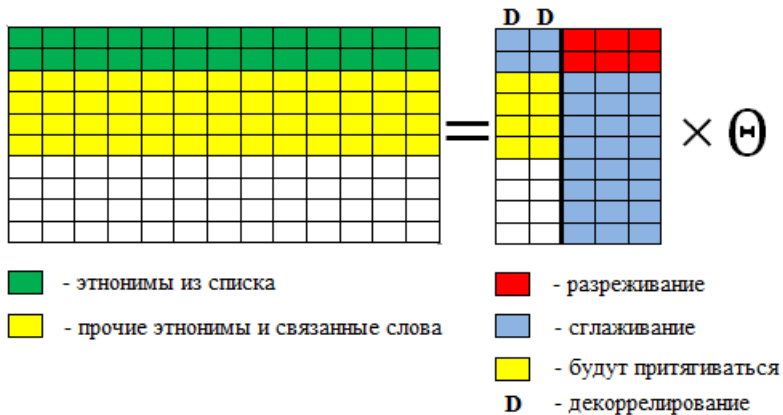 D D
= × Θ
- этнонимы из списка
- прочие этнонимы и связанные слова
- разреживание
- сглаживание
- будут притягиваться
D - декоррелирование